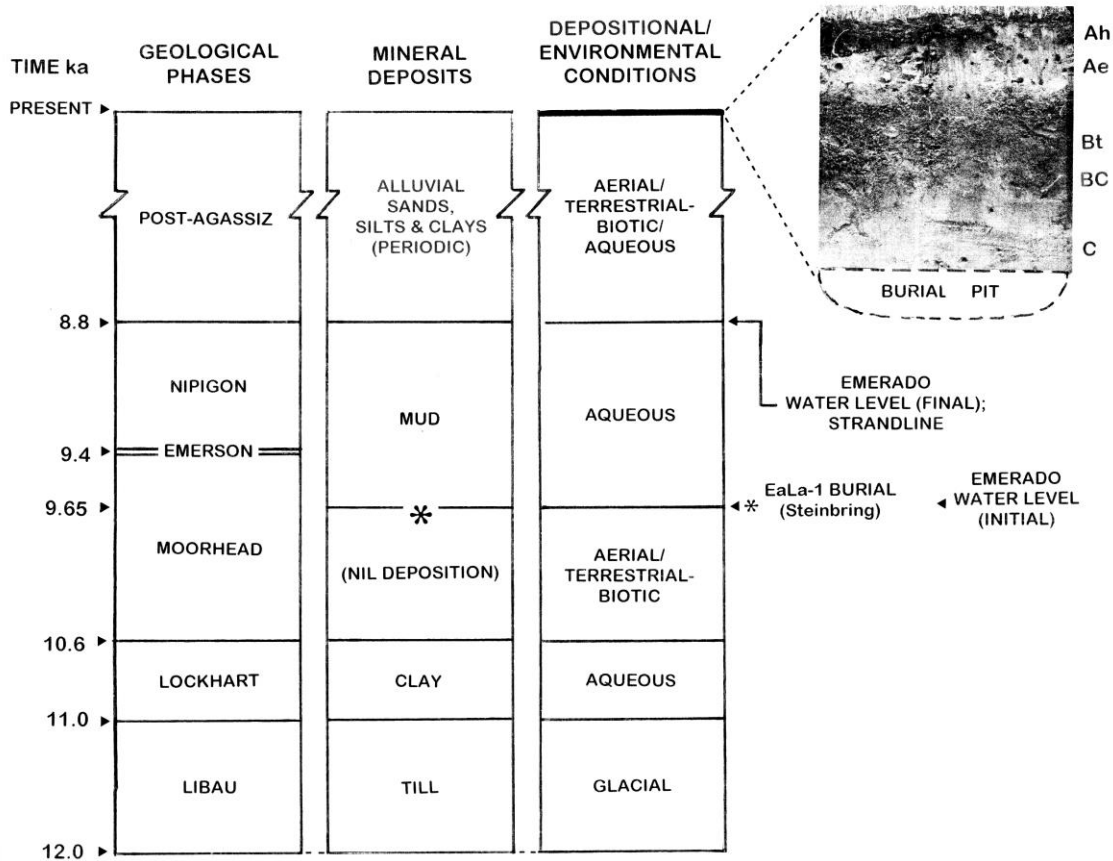 TIME ka
PRESENT
8.8
9.4
9.65
10.6
11.0
12.0
GEOLOGICAL
PHASES
POST-AGASSIZ
NIPIGON
EMERSON
MOORHEAD
LOCKHART
LIBAU
MINERAL
DEPOSITS
ALLUVIAL
SANDS,
SILTS & CLAYS
(PERIODIC)
MUD
*
(NIL DEPOSITION)
CLAY
TILL
DEPOSITIONAL/
ENVIRONMENTAL
CONDITIONS
AERIAL/
TERRESTRIAL-
BIOTIC/
AQUEOUS
AQUEOUS
AERIAL/
TERRESTRIAL-
BIOTIC
AQUEOUS
GLACIAL
Ah
Ae
Bt
BC
C
BURIAL PIT
EMERADO
WATER LEVEL (FINAL);
STRANDLINE
* EaLa-1 BURIAL
(Steinbring)
EMERADO
WATER LEVEL
(INITIAL)